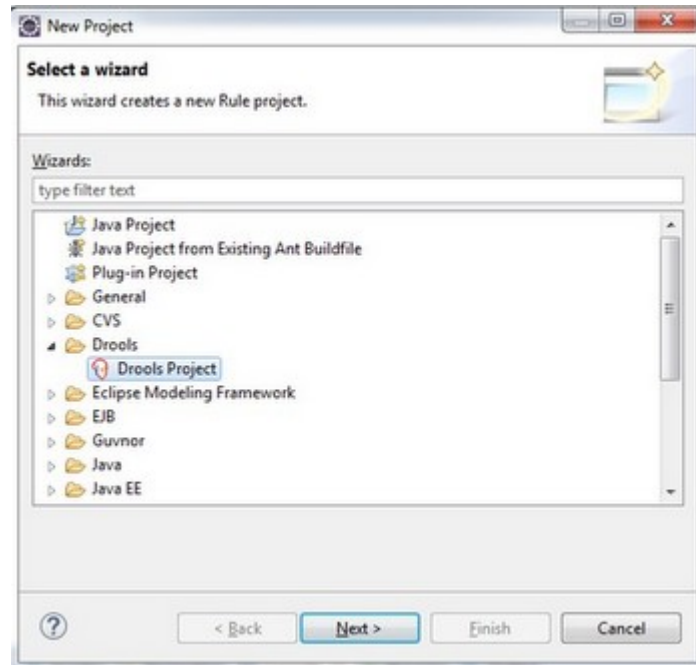 New Project
Select a wizard
This wizard creates a new Rule project.
Wizards:
type filter text
Java Project
Java Project from Existing Ant Buildfile
Plug-in Project
General
CVS
Drools
Drools Project
Eclipse Modeling Framework
EJB
Guvnor
Java
Java EE
? < Back Next > Finish Cancel